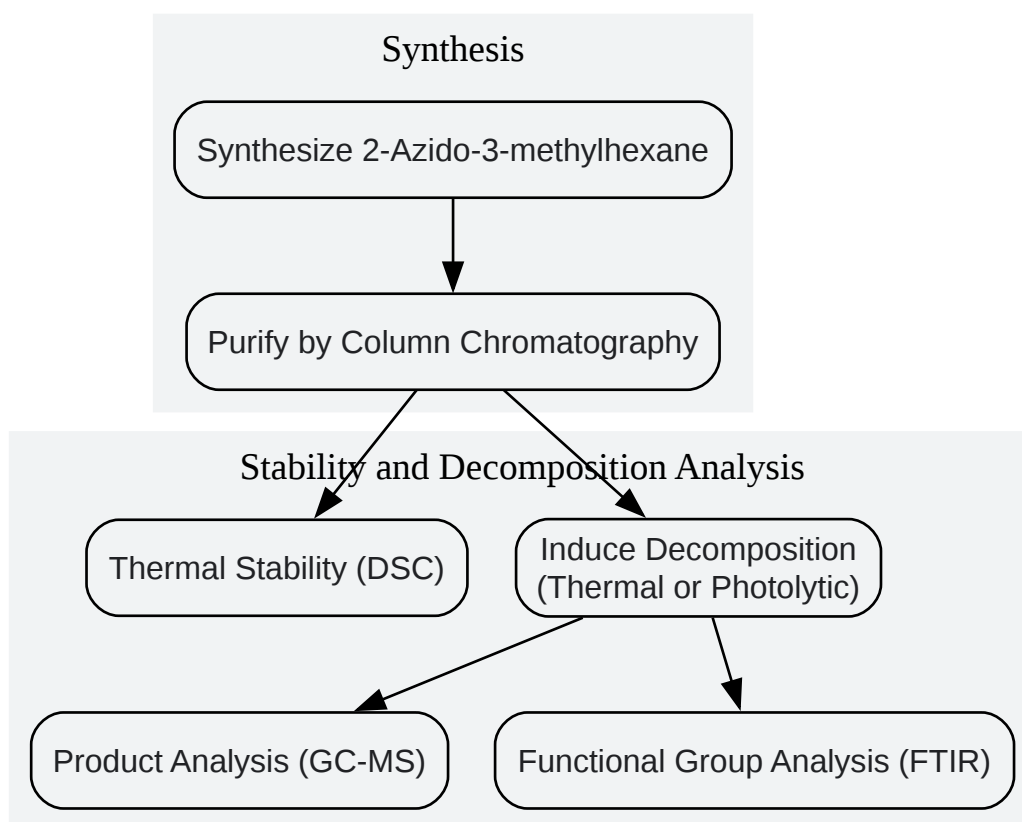 Synthesis
Synthesize 2-Azido-3-methylhexane
Purify by Column Chromatography
Stability and Decomposition Analysis
Thermal Stability (DSC)
Induce Decomposition
(Thermal or Photolytic)
Product Analysis (GC-MS)
Functional Group Analysis (FTIR)